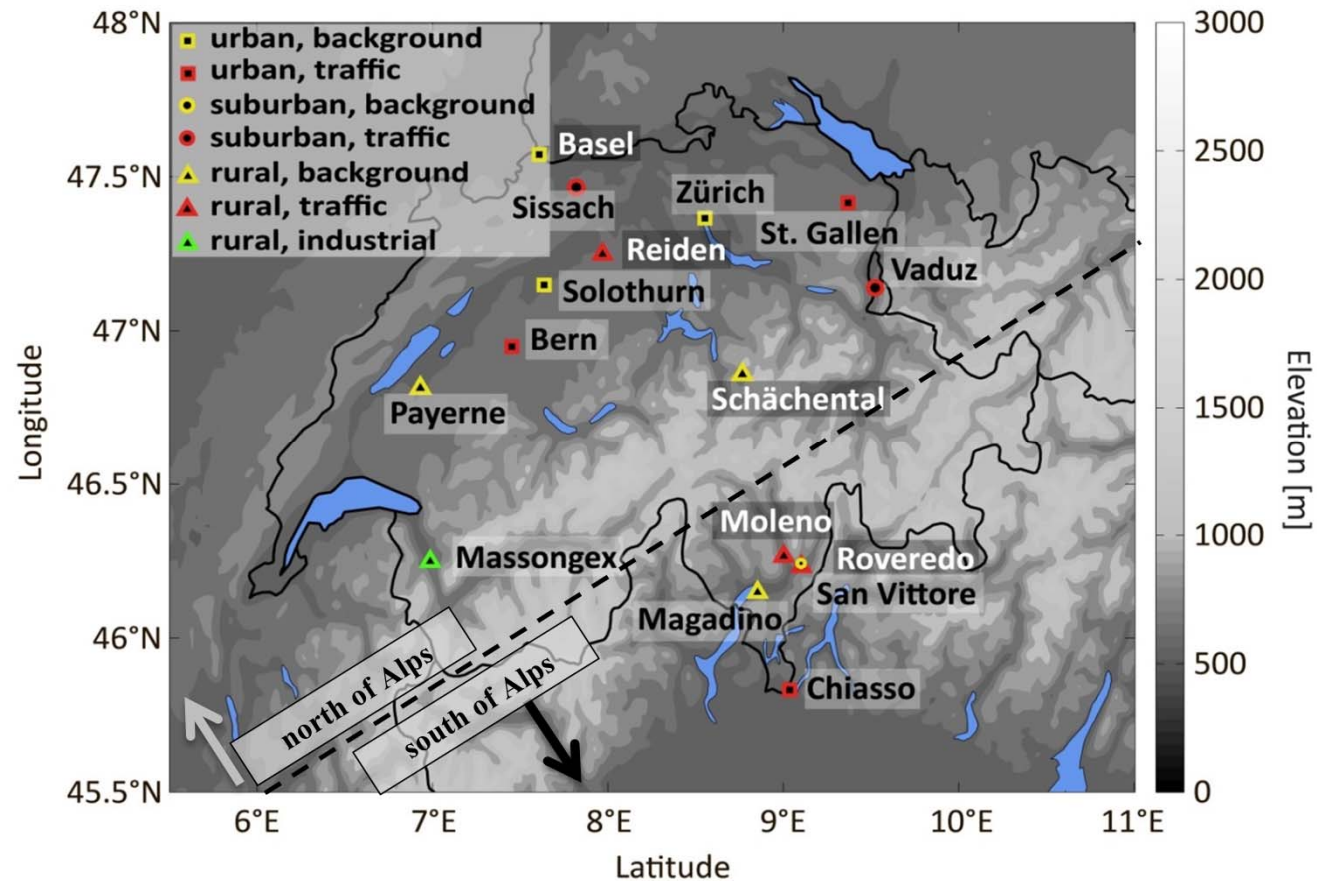 48°N
47.5°N
47°N
46.5°N
46°N
45.5°N
Longitude
urban, background
urban, traffic
suburban, background
suburban, traffic
rural, background
rural, traffic
rural, industrial
Basel
Sissach
Zürich
St. Gallen
Reiden
Vaduz
Solothurn
Bern
Schächental
Payerne
Moleno
Massongex
Roveredo
San Vittore
Magadino
Chiasso
north of Alps
south of Alps
6°E
7°E
8°E
9°E
10°E
11°E
Latitude
3000
2500
2000
1500
1000
500
0
Elevation [m]